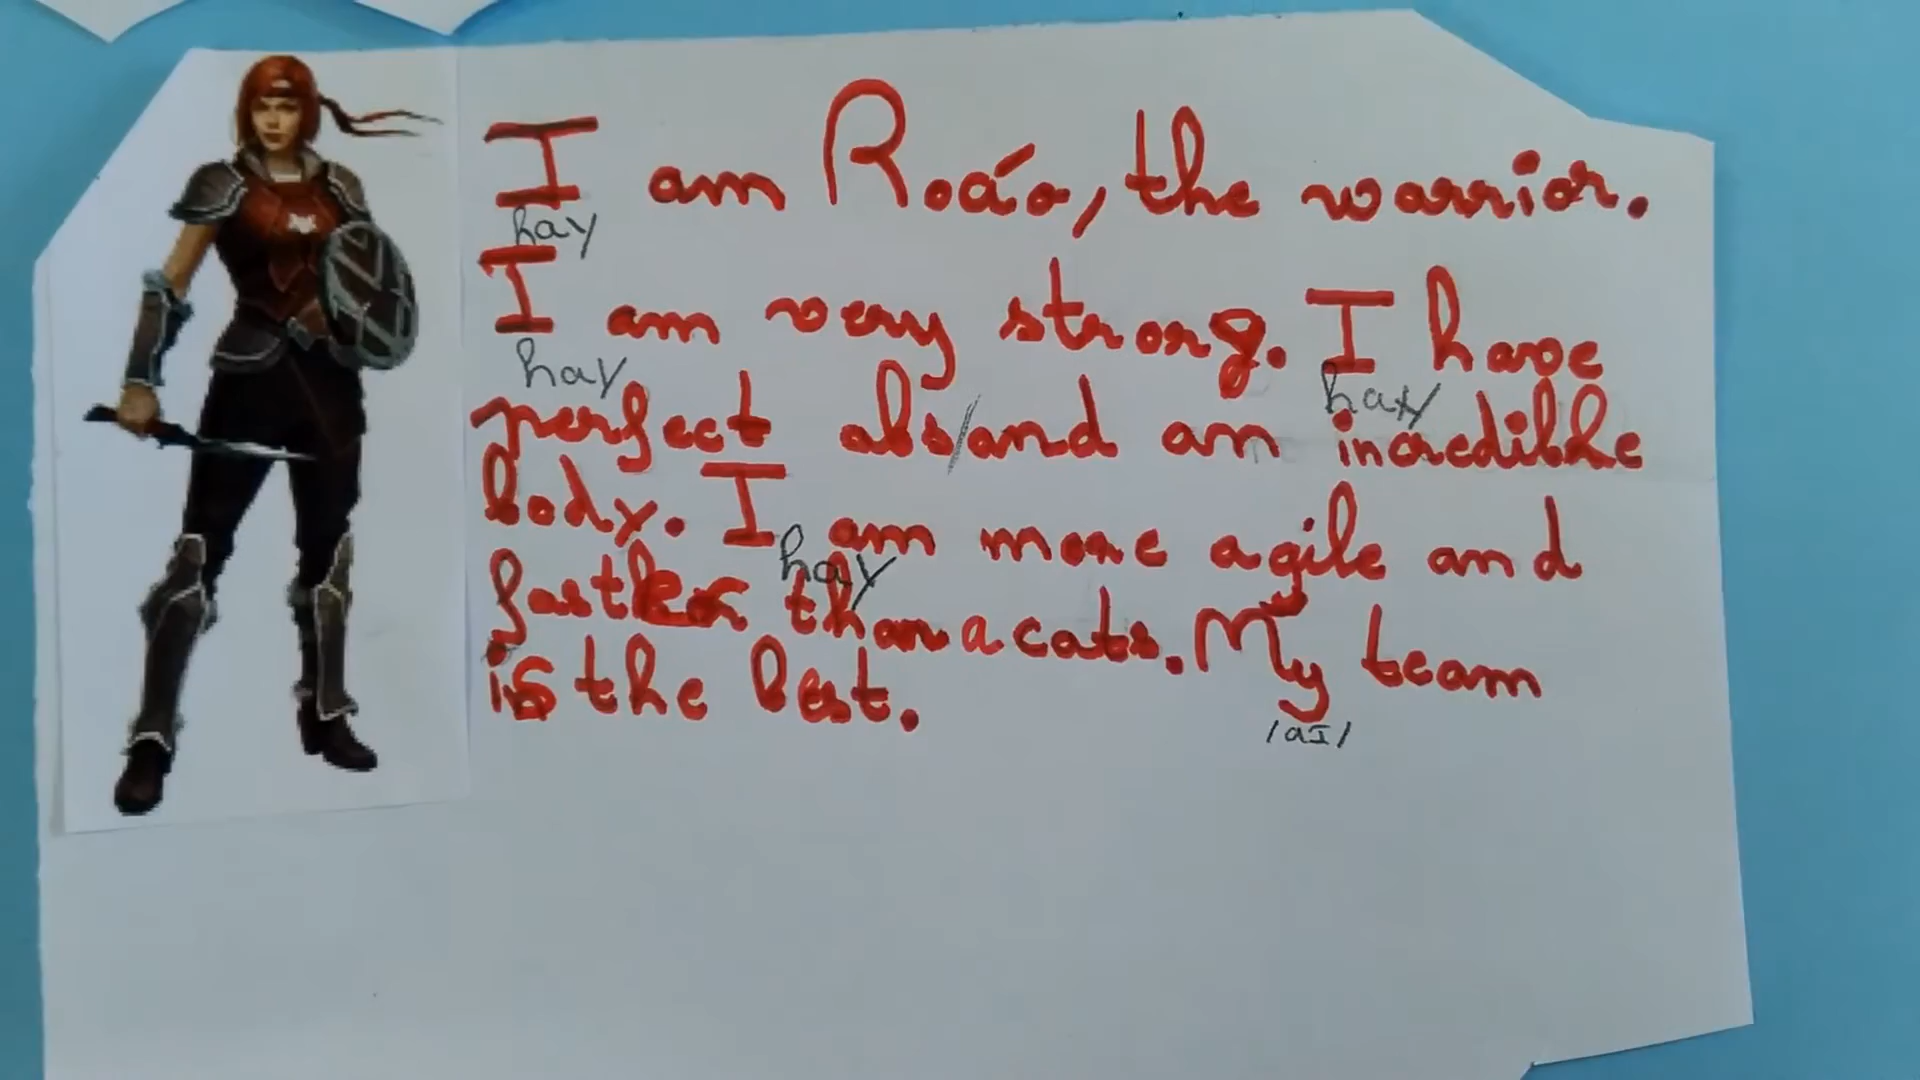 I am Roáo, the warrior.
hay
I am very strong. I have
hay hay
perfect abs/and an incredible
body. I am more agile and
hay
faster than a cats. My team
/aI/
is the best.